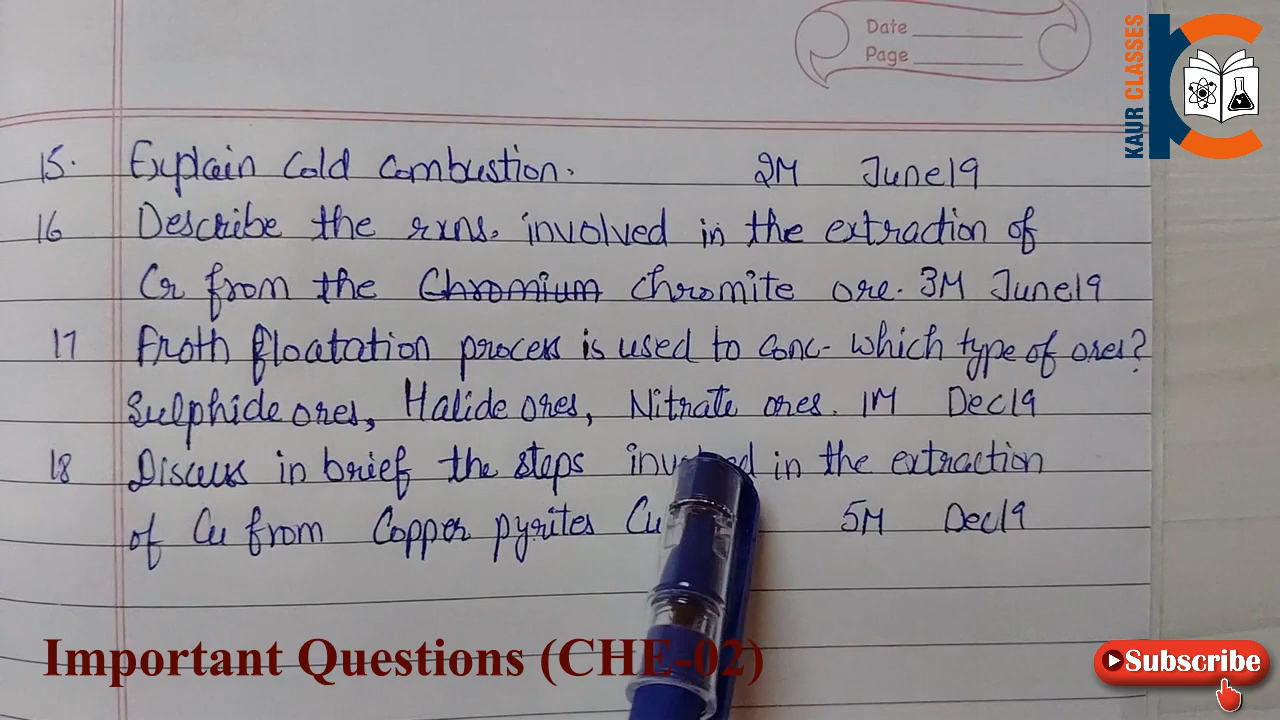 Date
Page
KAUR CLASSES
15. Explain Cold Combustion. 2M June19
16 Describe the rxns. involved in the extraction of
Cr from the Chromium chromite ore. 3M June19
17 Froth floatation process is used to conc- which type of ores?
Sulphide ores, Halide ores, Nitrate ores. 1M Dec19
18 Discuss in brief the steps involved in the extraction
of Cu from Copper pyrites Cu 5M Dec19
Important Questions (CHE-02)
Subscribe